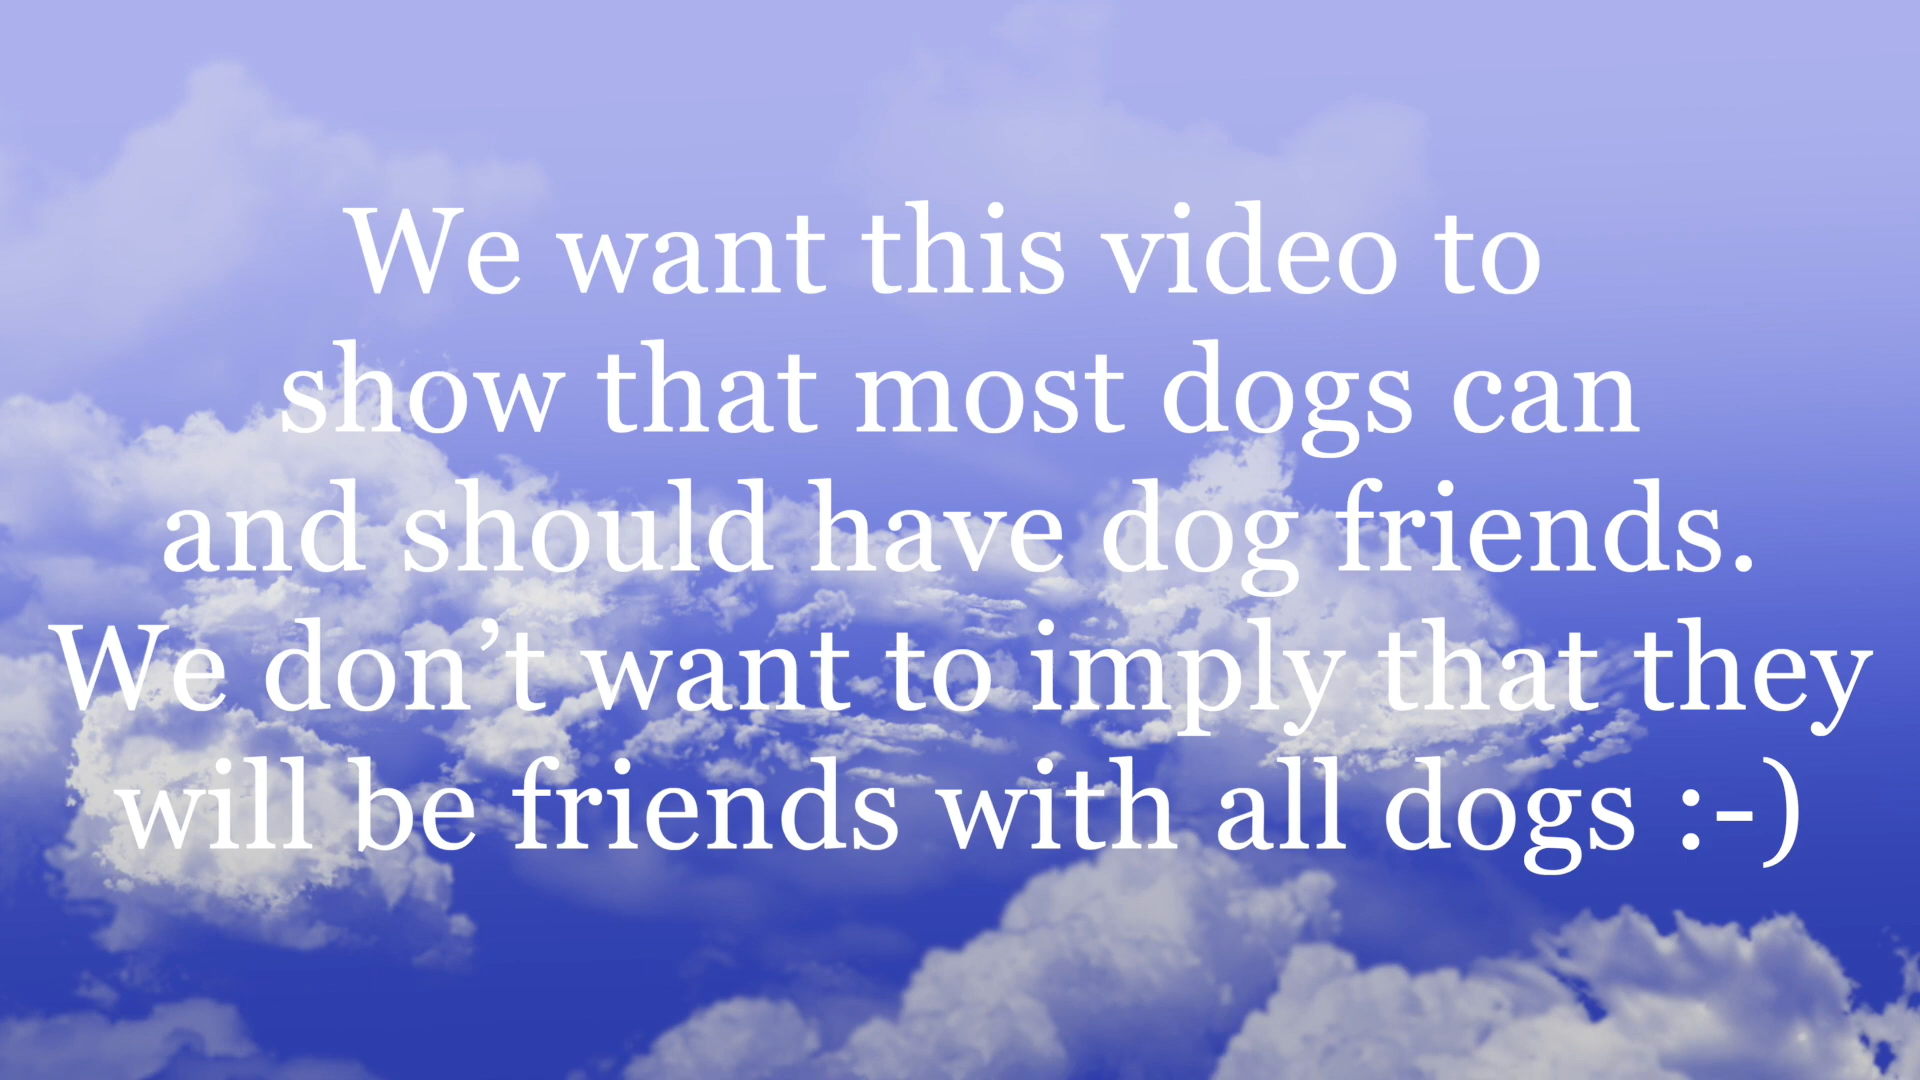 We want this video to
show that most dogs can
and should have dog friends.
We don’t want to imply that they
will be friends with all dogs :-)